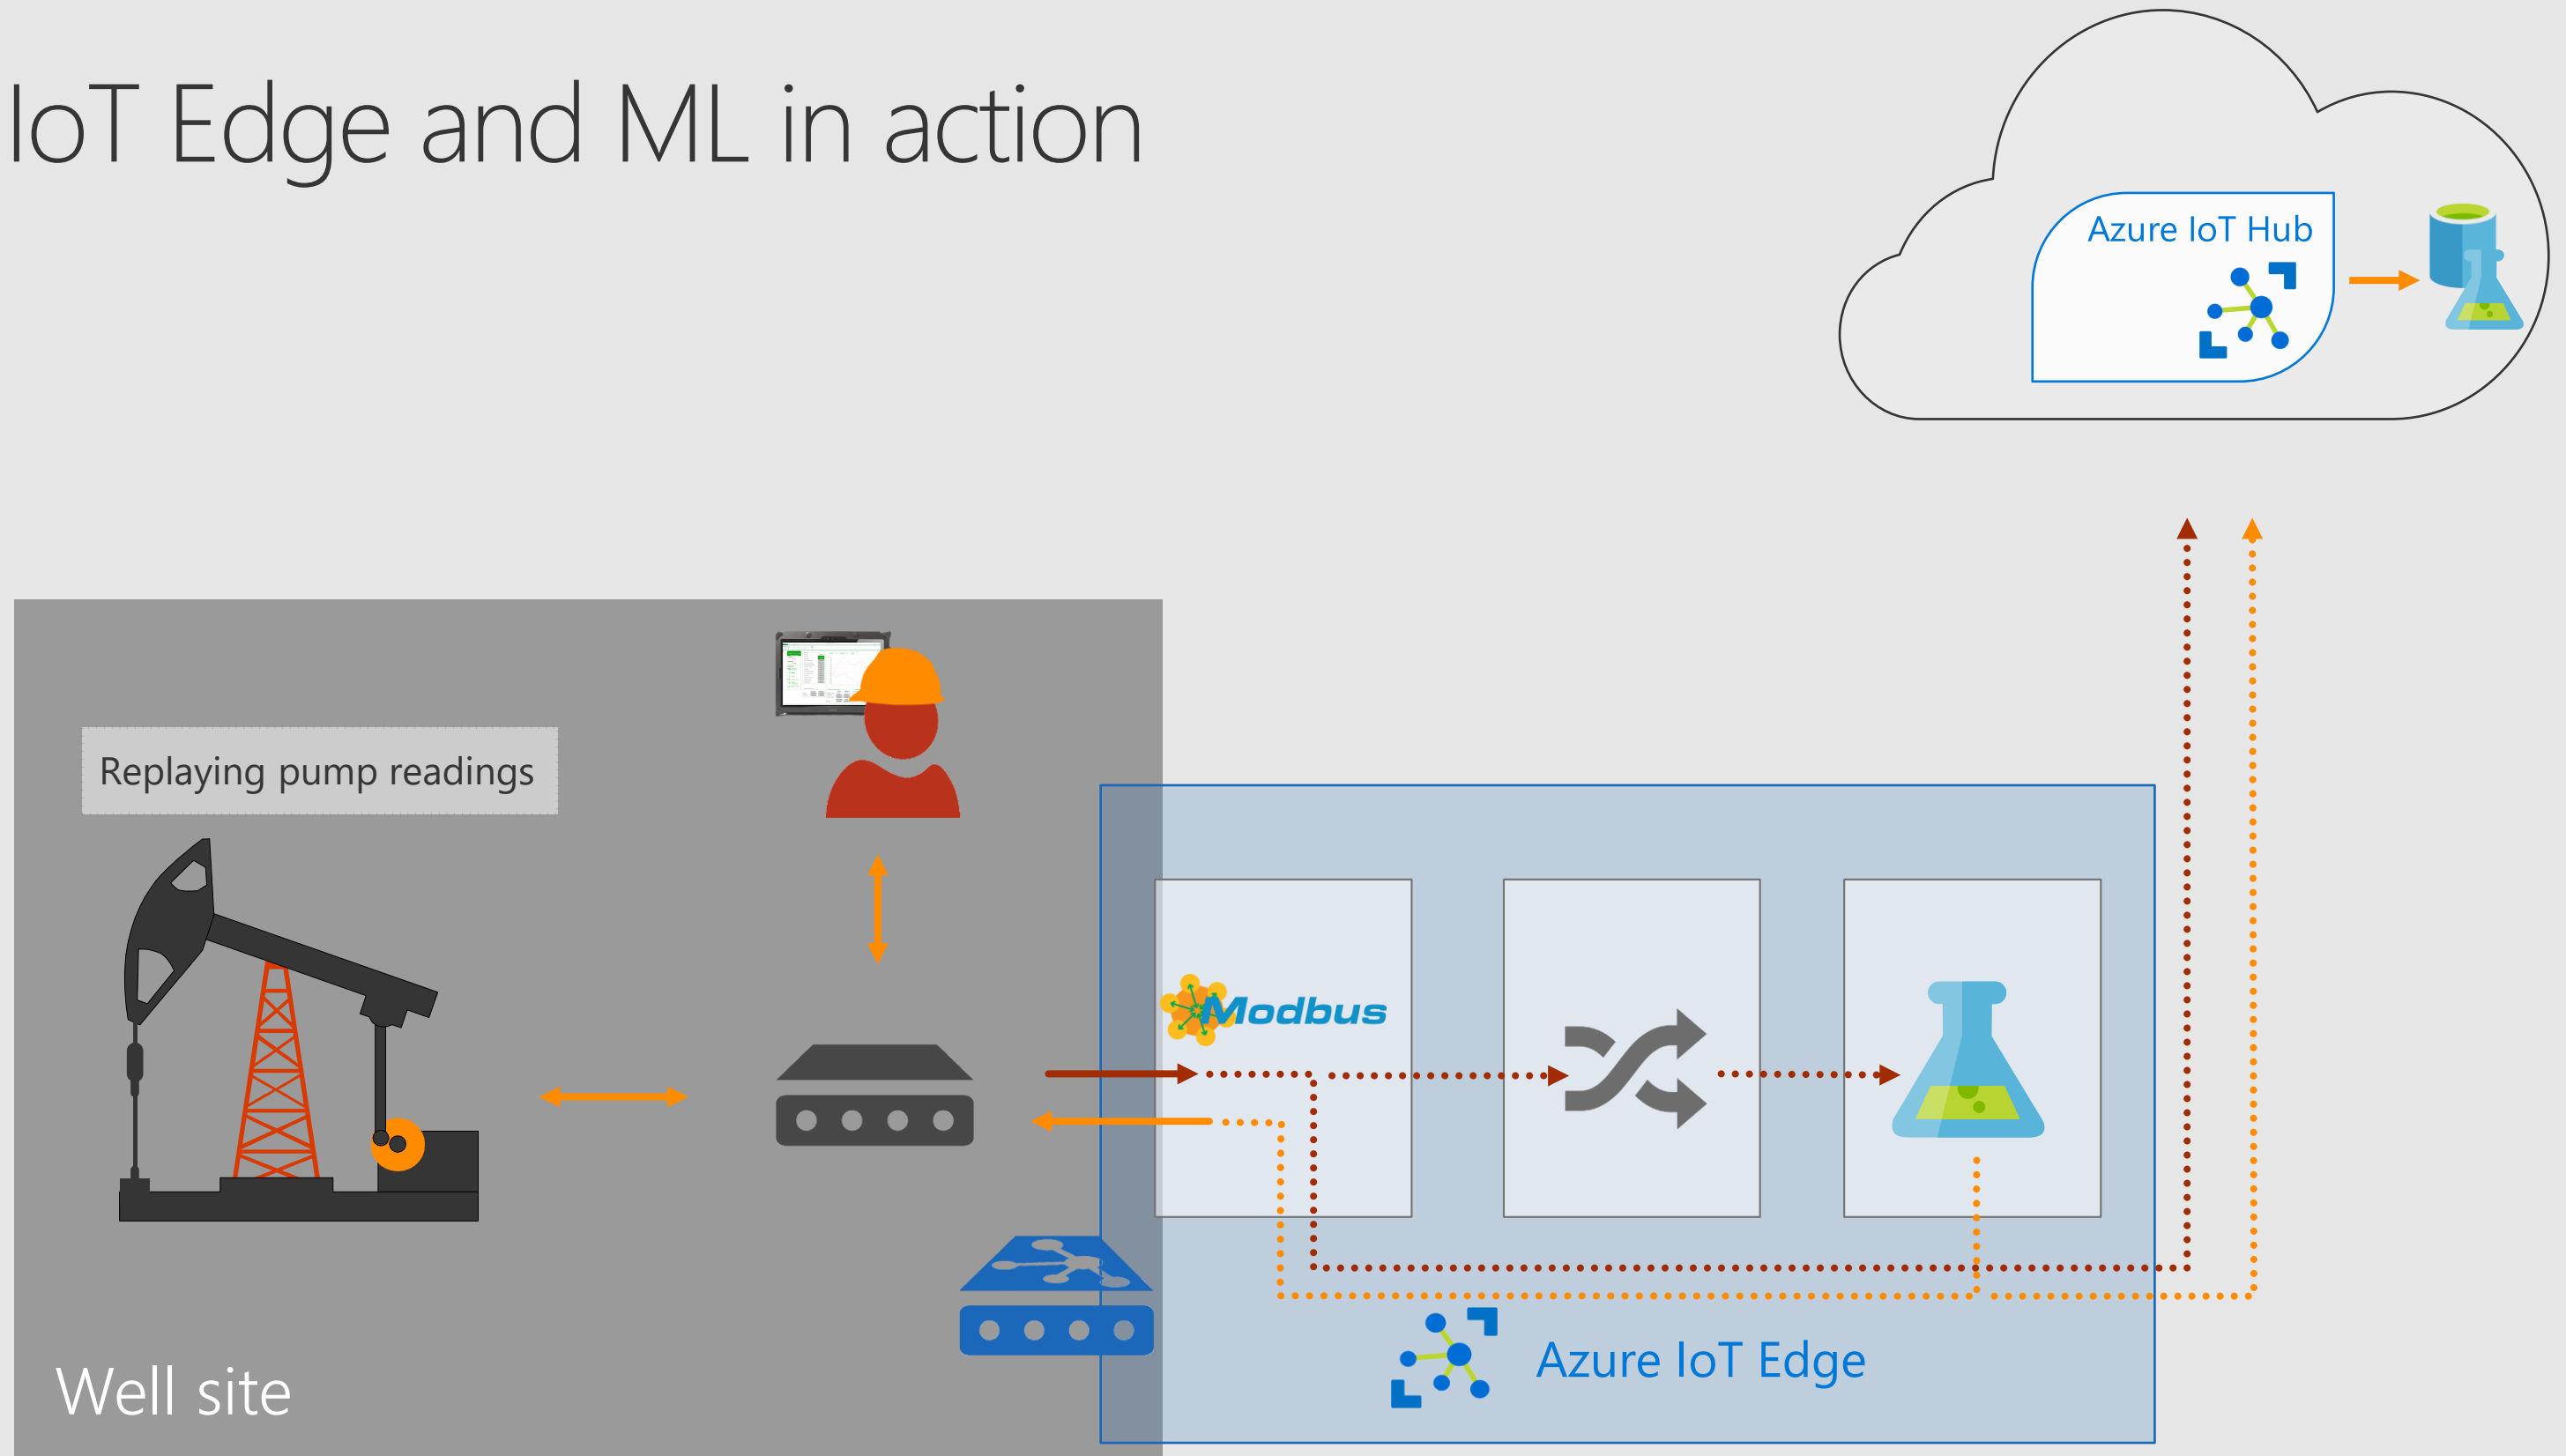 IoT Edge and ML in action
Azure IoT Hub
Replaying pump readings
Modbus
Azure IoT Edge
Well site